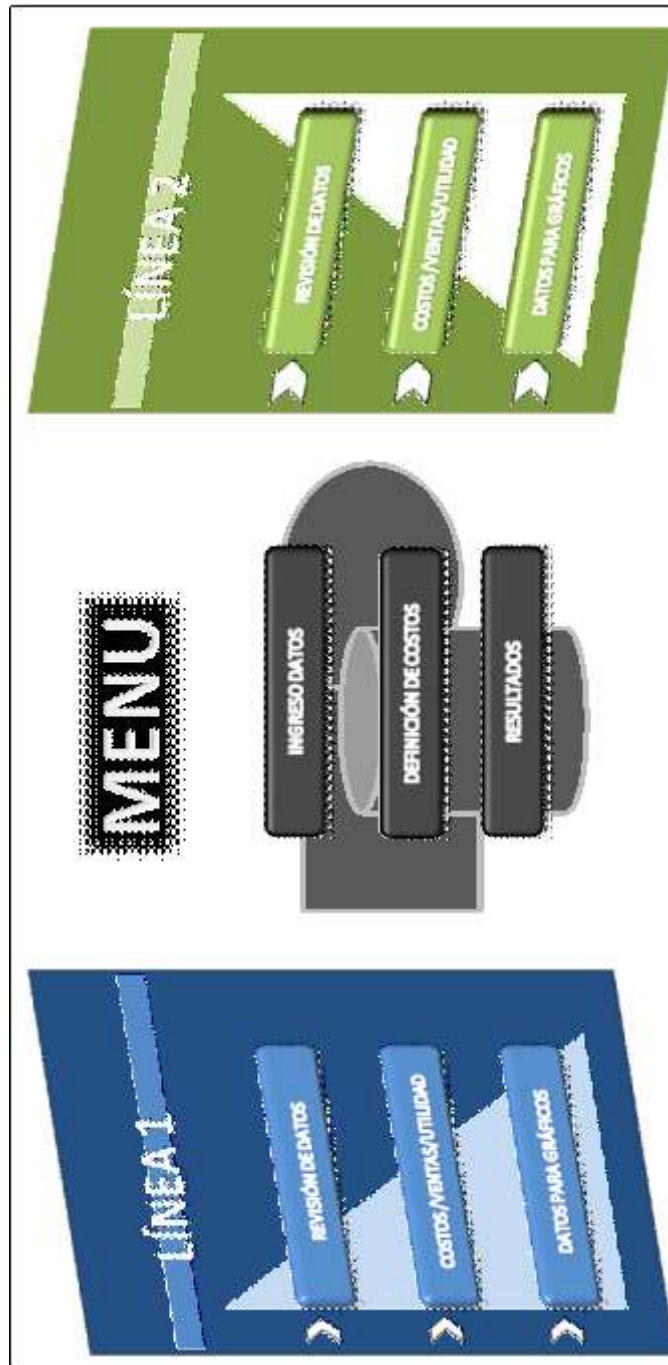 LÍNEA 1
REVISIÓN DE DATOS
COSTOS /VENTAS/UTILIDAD
DATOS PARA GRÁFICOS
MENU
INGRESO DATOS
DEFINICIÓN DE COSTOS
RESULTADOS
LÍNEA 2
REVISIÓN DE DATOS
COSTOS /VENTAS/UTILIDAD
DATOS PARA GRÁFICOS